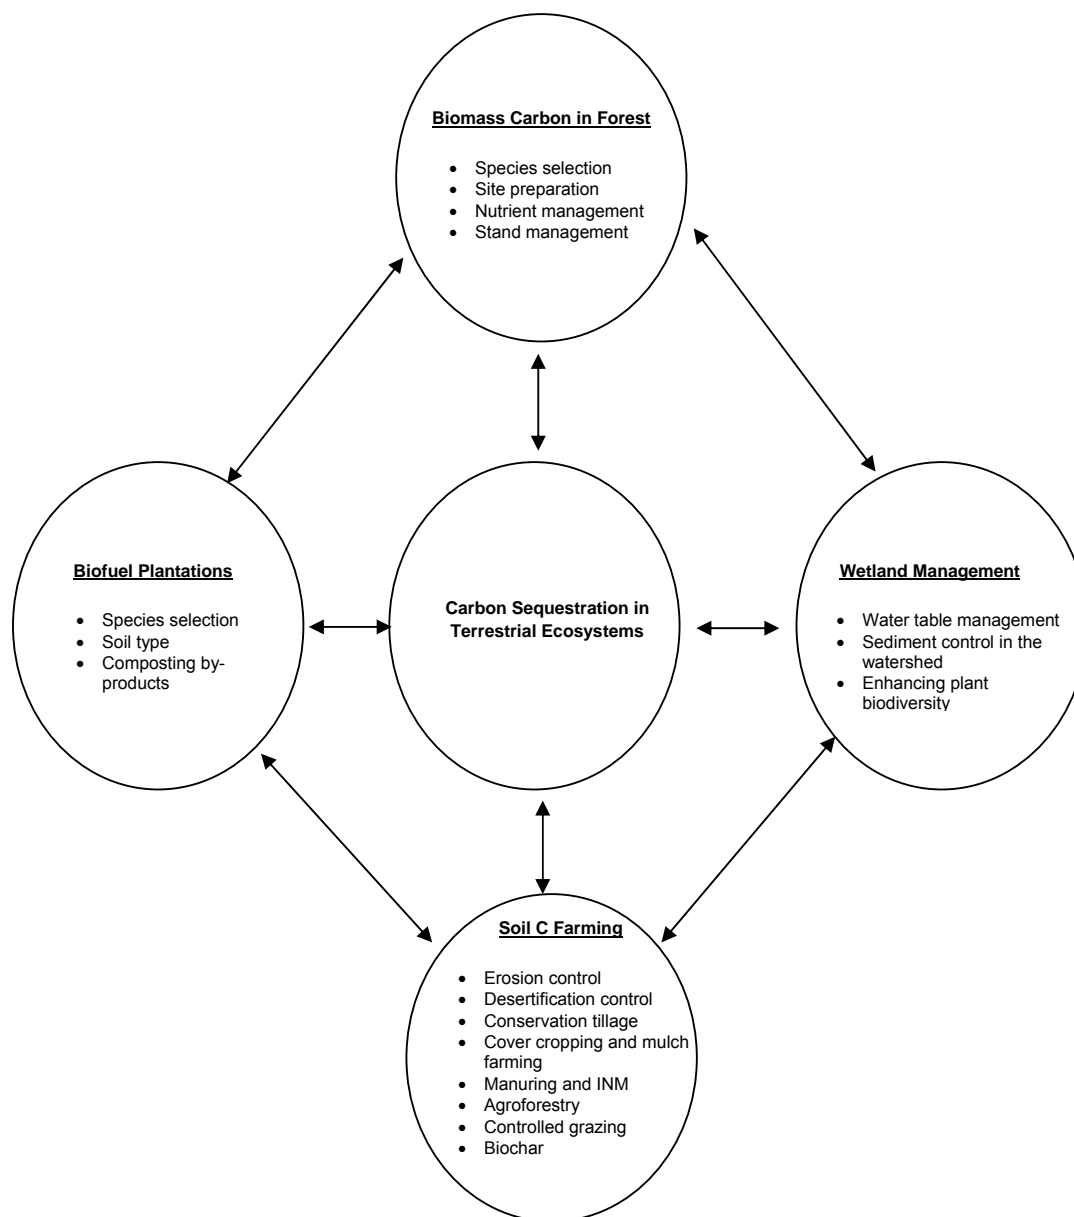 Biomass Carbon in Forest
• Species selection
• Site preparation
• Nutrient management
• Stand management
Biofuel Plantations
• Species selection
• Soil type
• Composting by-
products
Carbon Sequestration in
Terrestrial Ecosystems
Wetland Management
• Water table management
• Sediment control in the
watershed
• Enhancing plant
biodiversity
Soil C Farming
• Erosion control
• Desertification control
• Conservation tillage
• Cover cropping and mulch
farming
• Manuring and INM
• Agroforestry
• Controlled grazing
• Biochar